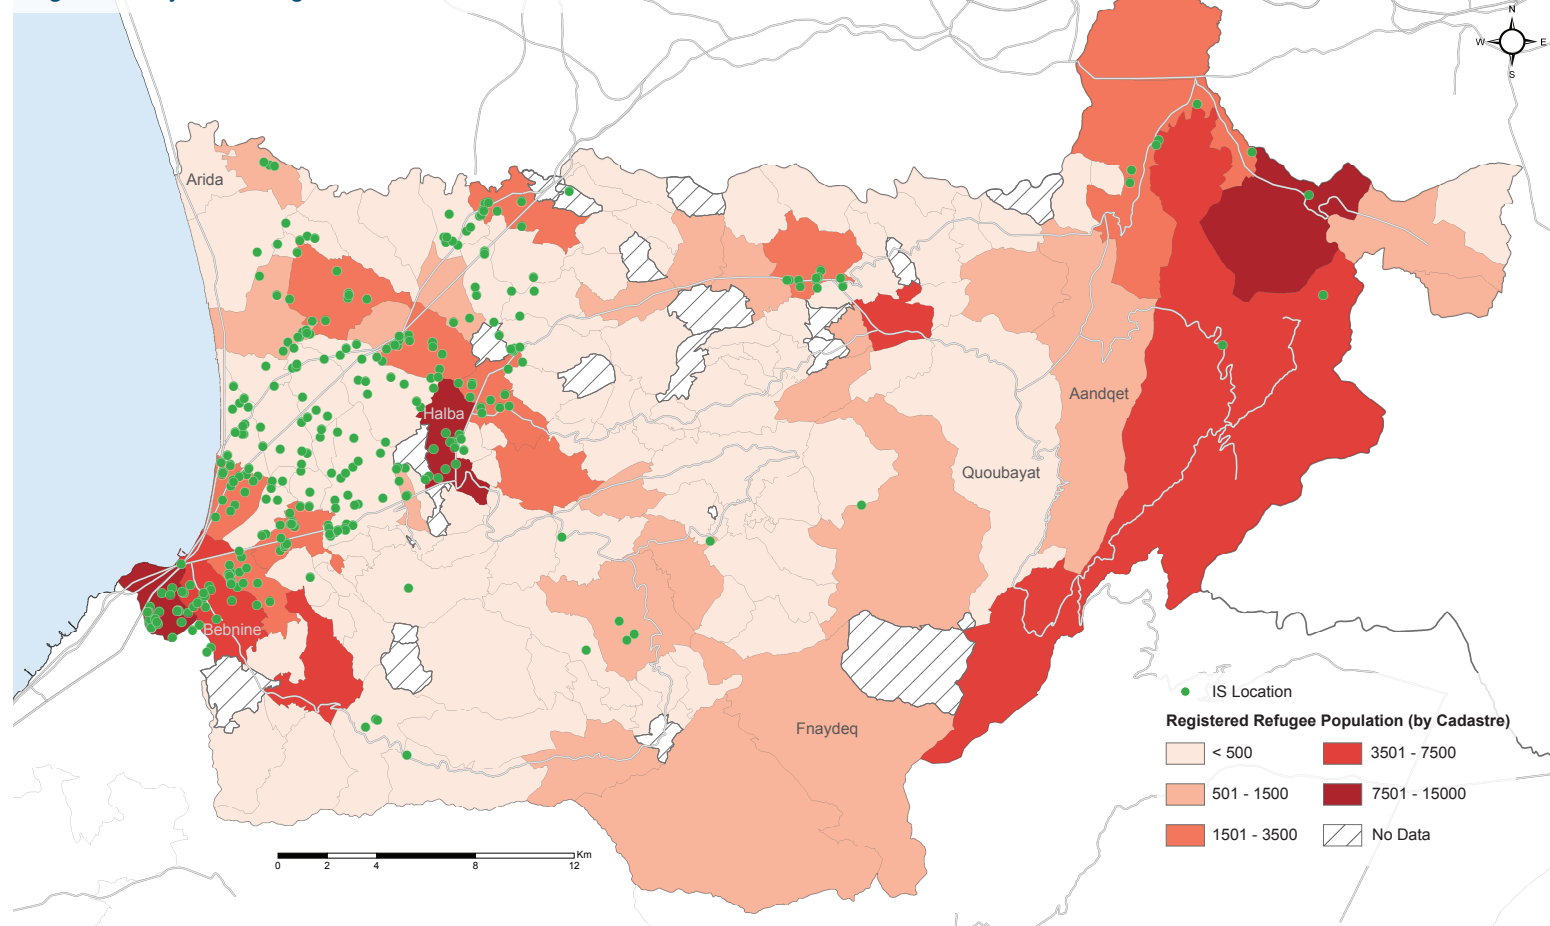 N
W E
S
Arida
Halba
Aandqet
Quoubayat
Bebnine
Fnaydeq
IS Location
Registered Refugee Population (by Cadastre)
< 500
3501 - 7500
501 - 1500
7501 - 15000
1501 - 3500
No Data
Km
0 2 4 8 12